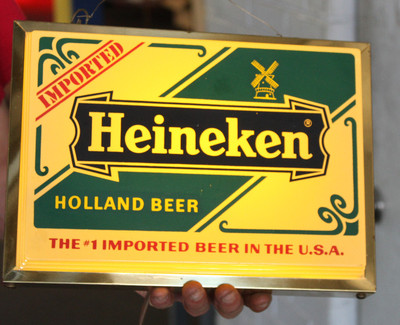 IMPORTED
Heineken®
HOLLAND BEER
THE #1 IMPORTED BEER IN THE U.S.A.